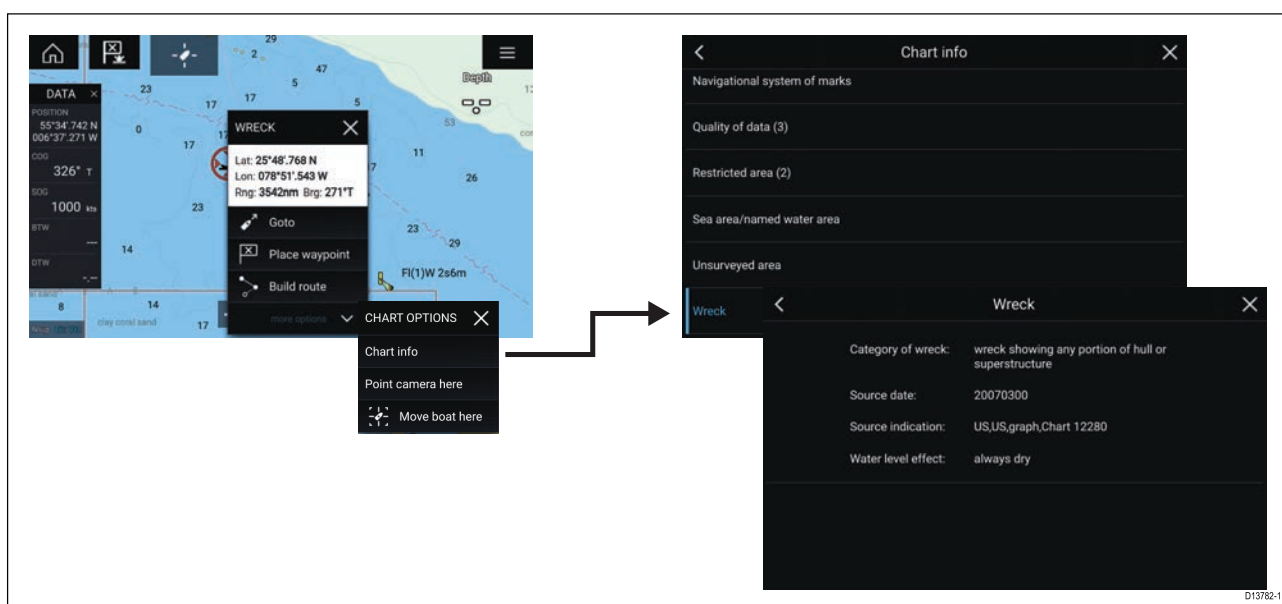 29
2
47
5
Depth
DATA ×
POSITION
55°34'.742 N
006°37'.271 W
COG
326° T
SOG
1000 kts
BTW
---
DTW
-.--
23
17
17
5
0
17
17
53
11
26
23
23
29
14
Fl(1)W 2s6m
8
14
clay coral sand
17
WRECK
Lat: 25°48'.768 N
Lon: 078°51'.543 W
Rng: 3542nm Brg: 271°T
Goto
Place waypoint
Build route
more options
CHART OPTIONS
Chart info
Point camera here
Move boat here
Chart info
Navigational system of marks
Quality of data (3)
Restricted area (2)
Sea area/named water area
Unsurveyed area
Wreck
Wreck
Category of wreck: wreck showing any portion of hull or
superstructure
Source date: 20070300
Source indication: US,US,graph,Chart 12280
Water level effect: always dry
D13782-1